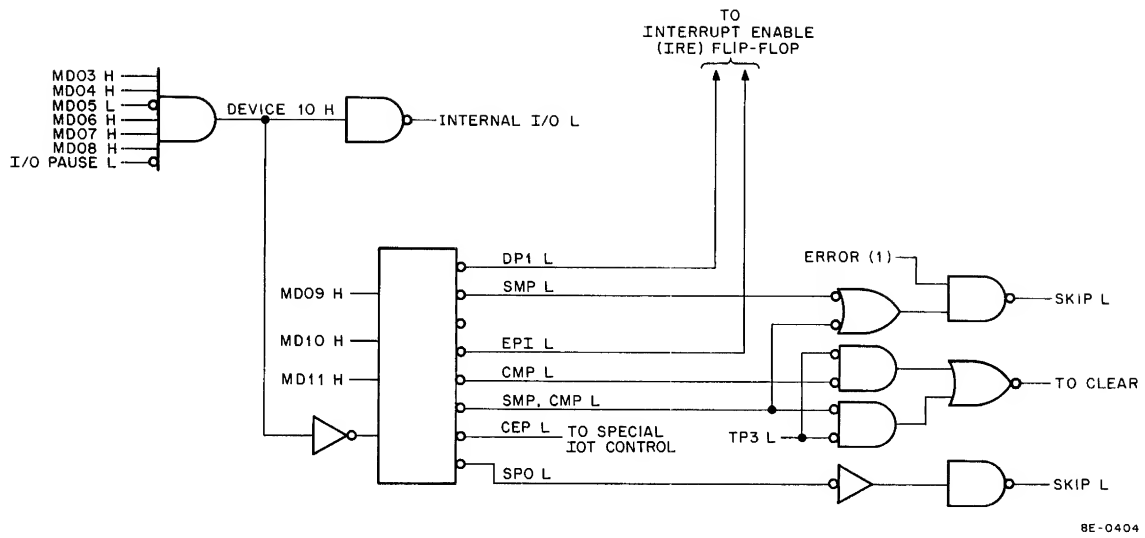 TO
INTERRUPT ENABLE
(IRE) FLIP-FLOP
MD03 H
MD04 H
MD05 L
MD06 H
MD07 H
MD08 H
I/O PAUSE L
DEVICE 10 H
INTERNAL I/O L
DP1 L
ERROR (1)
MD09 H
SMP L
SKIP L
MD10 H
EPI L
MD11 H
CMP L
TO CLEAR
SMP, CMP L
CEP L
TO SPECIAL
IOT CONTROL
TP3 L
SPO L
SKIP L
8E-0404